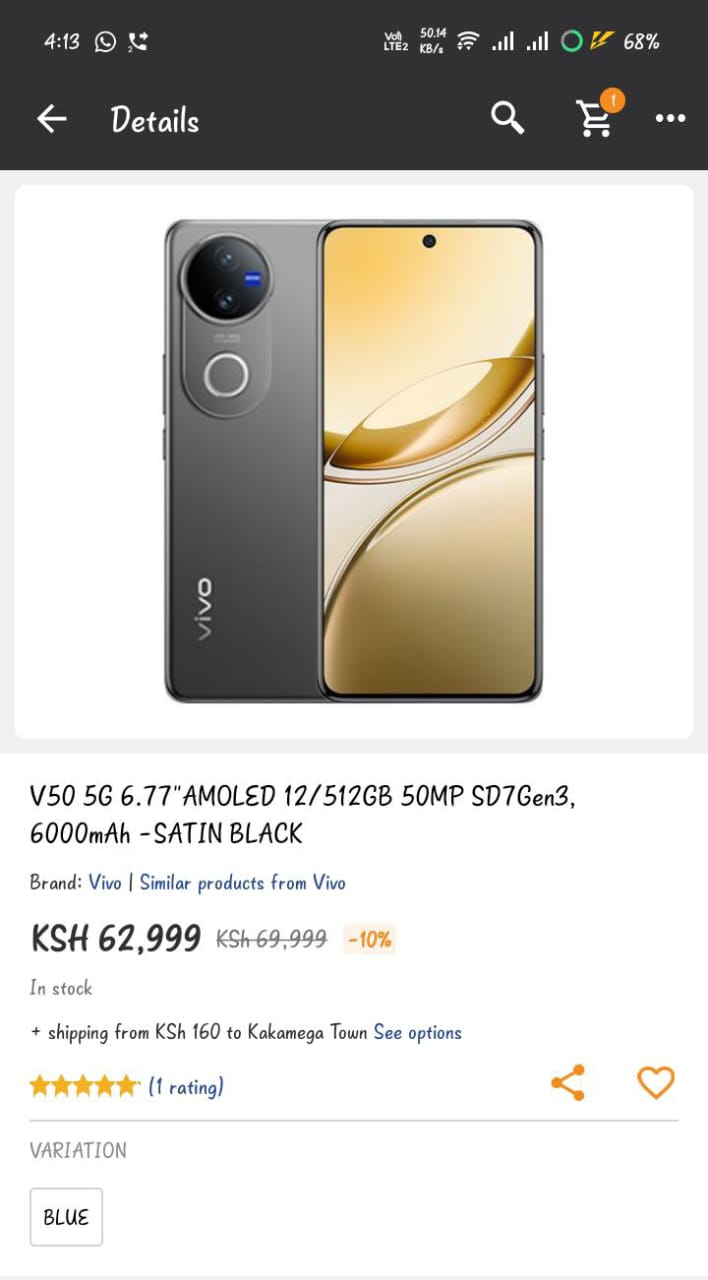 4:13
Vo))
LTE2
50.14
KB/s
68%
Details
1
vivo
V50 5G 6.77"AMOLED 12/512GB 50MP SD7Gen3,
6000mAh -SATIN BLACK
Brand: Vivo | Similar products from Vivo
KSH 62,999 KSh 69,999 -10%
In stock
+ shipping from KSh 160 to Kakamega Town See options
(1 rating)
VARIATION
BLUE